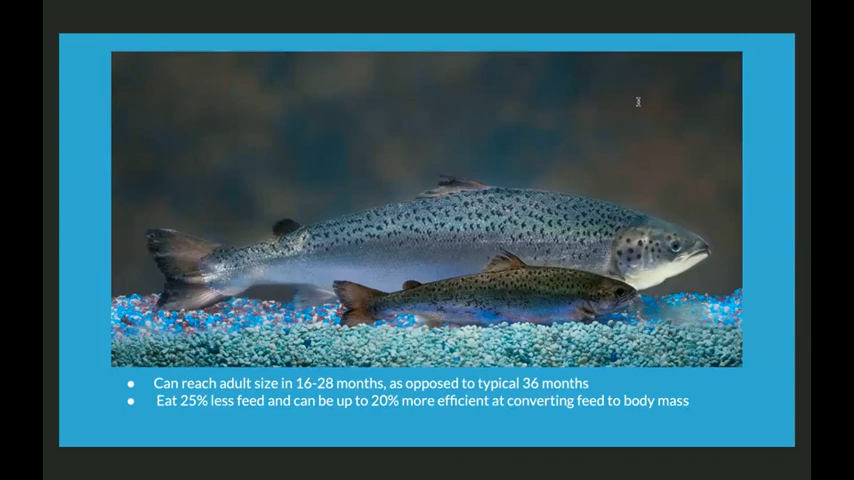 ● Can reach adult size in 16-28 months, as opposed to typical 36 months
● Eat 25% less feed and can be up to 20% more efficient at converting feed to body mass